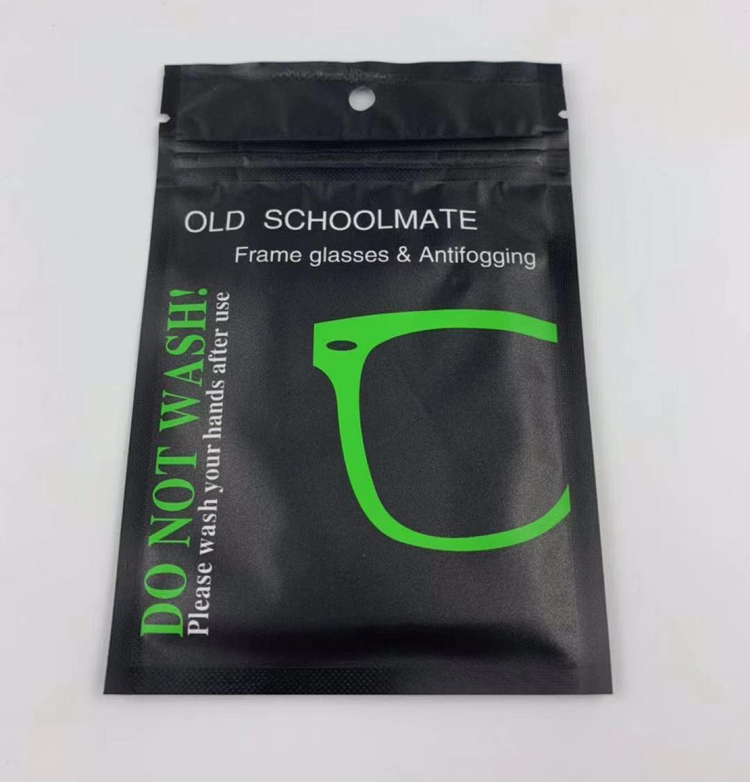 OLD SCHOOLMATE
Frame glasses & Antifogging
DO NOT WASH!
Please wash your hands after use